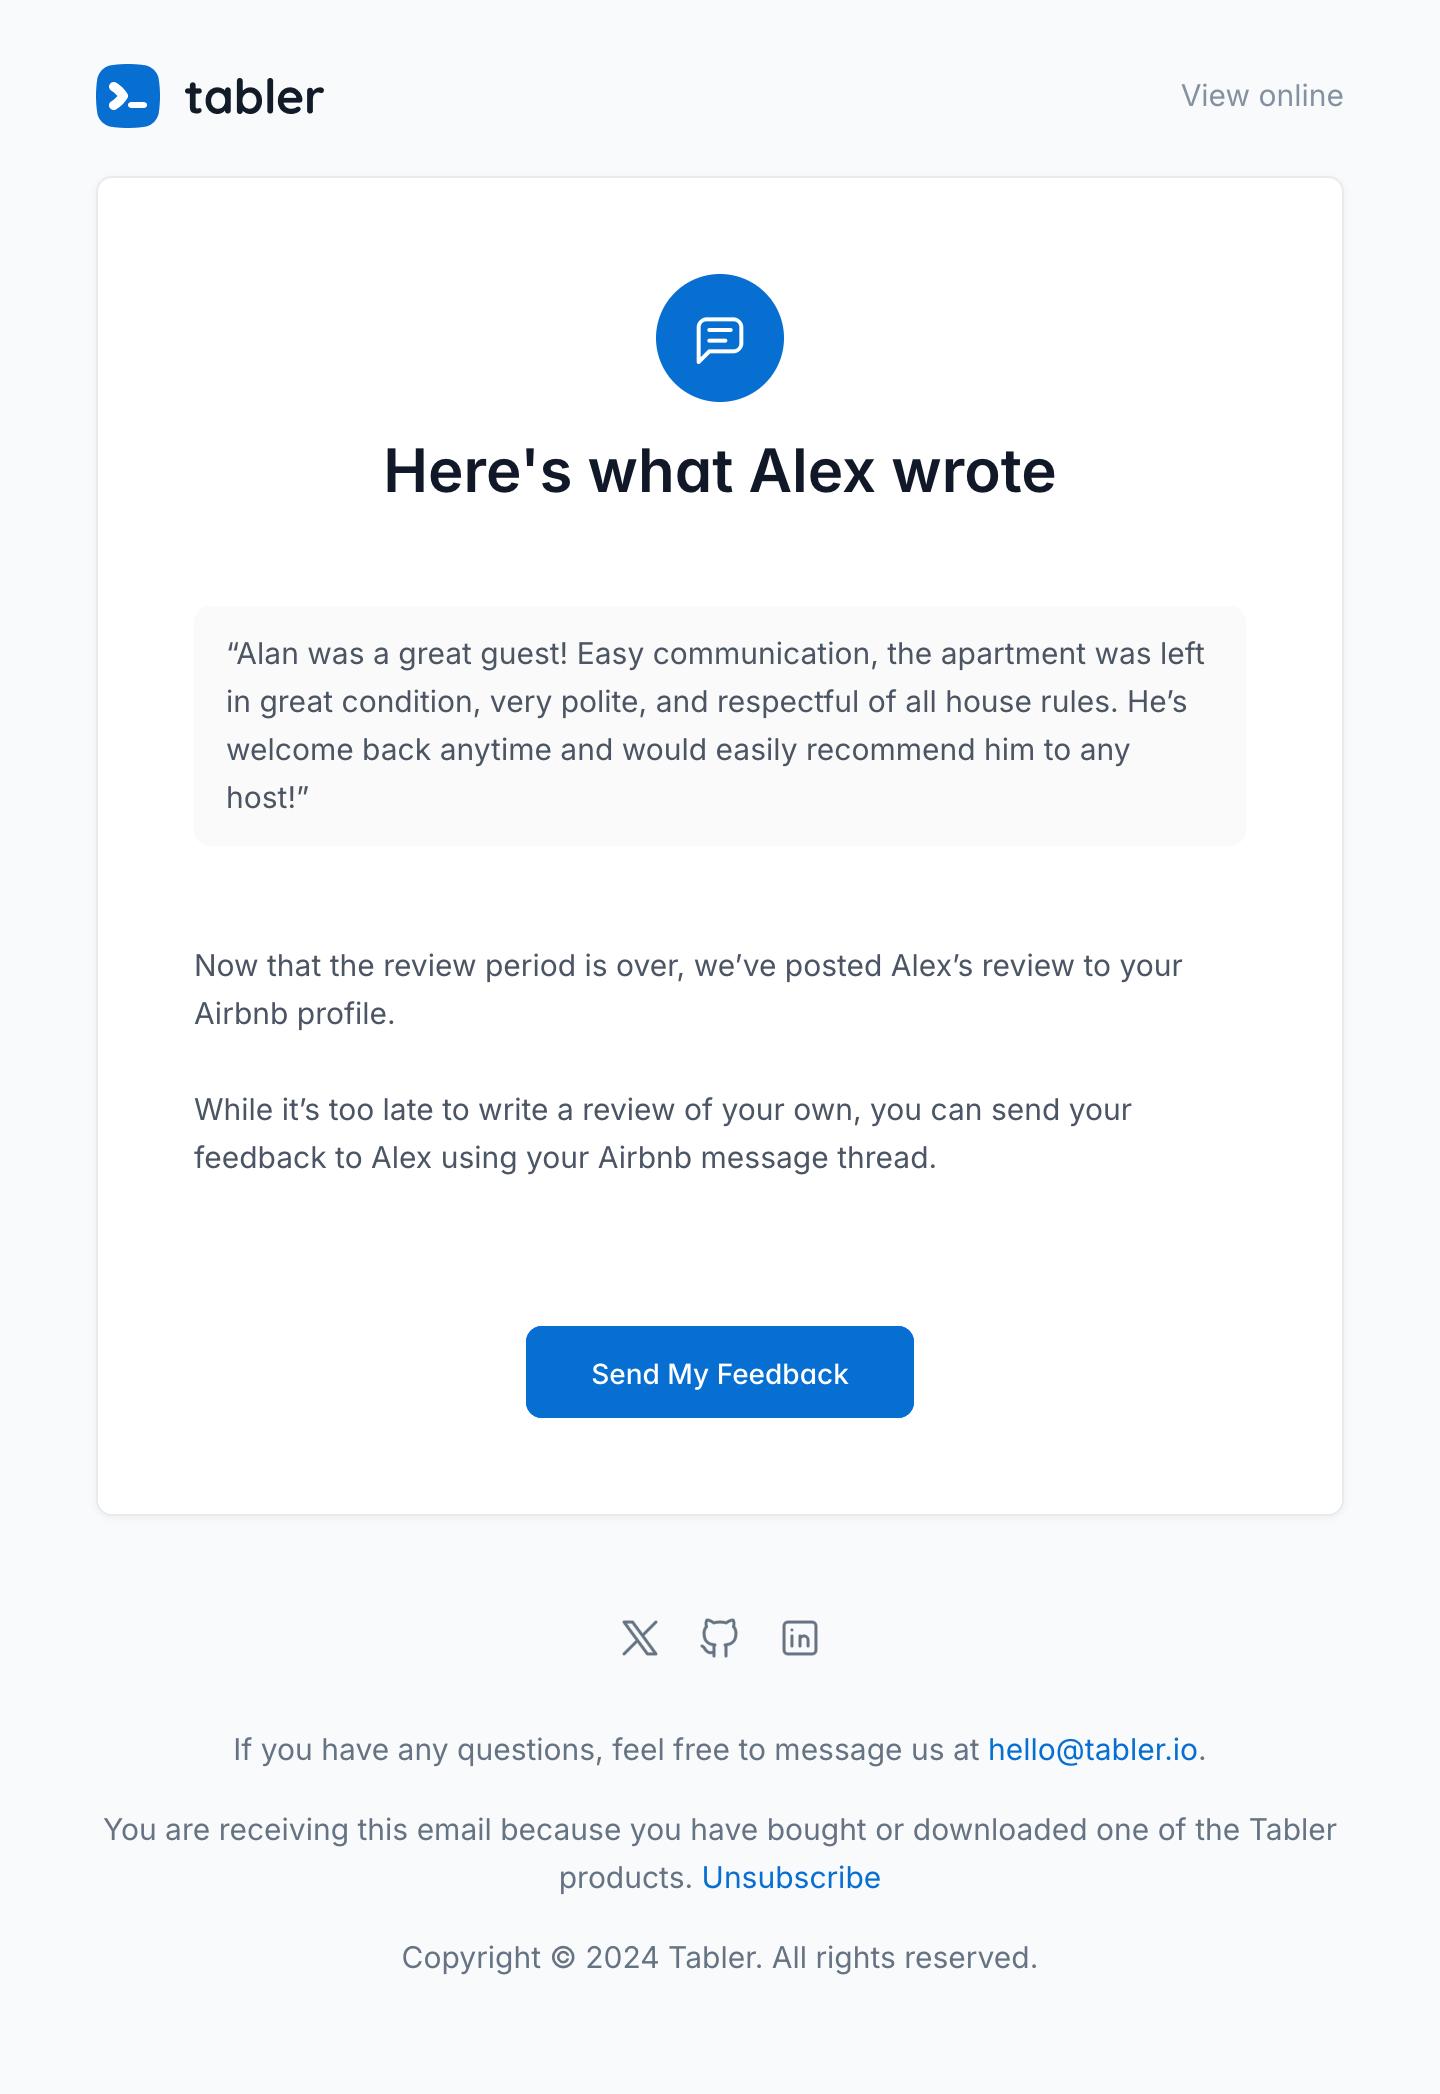 tabler
View online
Here's what Alex wrote
“Alan was a great guest! Easy communication, the apartment was left
in great condition, very polite, and respectful of all house rules. He’s
welcome back anytime and would easily recommend him to any
host!”
Now that the review period is over, we’ve posted Alex’s review to your
Airbnb profile.
While it’s too late to write a review of your own, you can send your
feedback to Alex using your Airbnb message thread.
Send My Feedback
If you have any questions, feel free to message us at hello@tabler.io.
You are receiving this email because you have bought or downloaded one of the Tabler
products. Unsubscribe
Copyright © 2024 Tabler. All rights reserved.